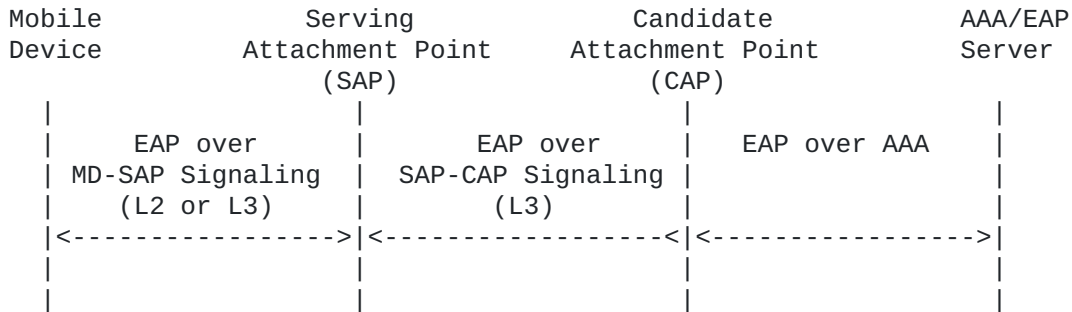 Mobile Serving Candidate AAA/EAP
Device Attachment Point Attachment Point Server
(SAP) (CAP)
| | | |
| EAP over | EAP over | EAP over AAA |
| MD-SAP Signaling | SAP-CAP Signaling | |
| (L2 or L3) | (L3) | |
|<----------------->|<------------------<|<----------------->|
| | | |
| | | |